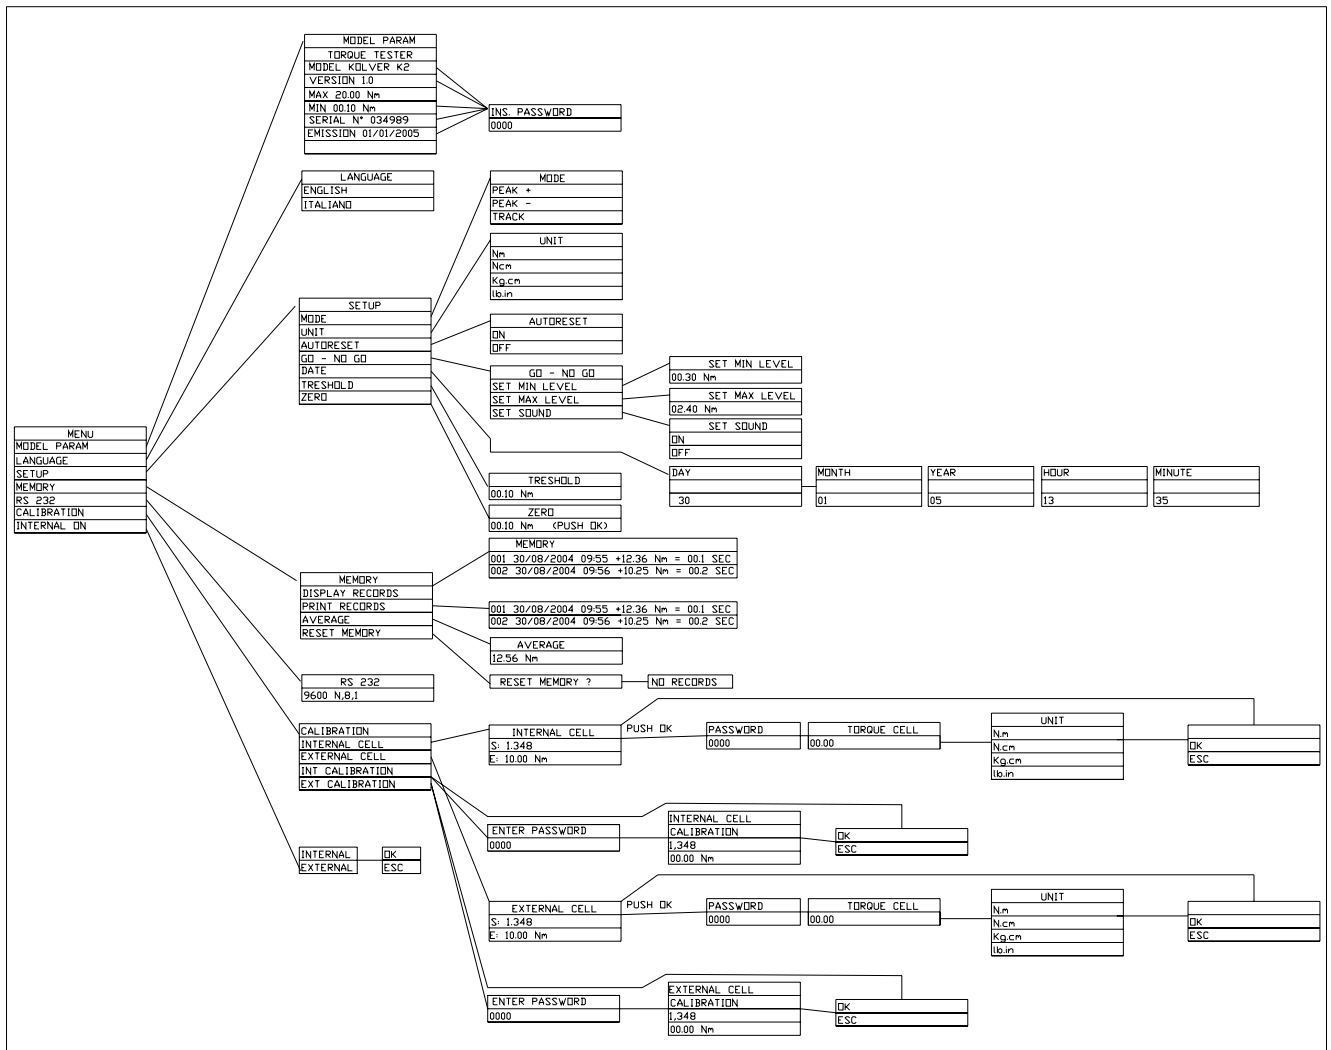 MENU
MODEL PARAM
LANGUAGE
SETUP
MEMORY
RS 232
CALIBRATION
INTERNAL ON
MODEL PARAM
TORQUE TESTER
MODEL KOLVER K2
VERSION 1.0
MAX 20.00 Nm
MIN 00.10 Nm
SERIAL N° 034989
EMISSION 01/01/2005
INS. PASSWORD
0000
LANGUAGE
ENGLISH
ITALIANO
SETUP
MODE
UNIT
AUTORESET
GO - NO GO
DATE
TRESHOLD
ZERO
MODE
PEAK +
PEAK -
TRACK
UNIT
Nm
Ncm
Kg.cm
lb.in
AUTORESET
ON
OFF
GO - NO GO
SET MIN LEVEL
SET MAX LEVEL
SET SOUND
SET MIN LEVEL
00.30 Nm
SET MAX LEVEL
02.40 Nm
SET SOUND
ON
OFF
DAY
30
MONTH
01
YEAR
05
HOUR
13
MINUTE
35
TRESHOLD
00.10 Nm
ZERO
00.10 Nm (PUSH OK)
MEMORY
DISPLAY RECORDS
PRINT RECORDS
AVERAGE
RESET MEMORY
MEMORY
001 30/08/2004 09:55 +12.36 Nm = 00.1 SEC
002 30/08/2004 09:56 +10.25 Nm = 00.2 SEC
001 30/08/2004 09:55 +12.36 Nm = 00.1 SEC
002 30/08/2004 09:56 +10.25 Nm = 00.2 SEC
AVERAGE
12.56 Nm
RESET MEMORY ?
NO RECORDS
RS 232
9600 N,8,1
CALIBRATION
INTERNAL CELL
EXTERNAL CELL
INT CALIBRATION
EXT CALIBRATION
INTERNAL CELL
S: 1.348
E: 10.00 Nm
PUSH OK
PASSWORD
0000
TORQUE CELL
00.00
UNIT
N.m
N.cm
Kg.cm
lb.in
OK
ESC
ENTER PASSWORD
0000
INTERNAL CELL
CALIBRATION
1,348
00.00 Nm
OK
ESC
INTERNAL
EXTERNAL
OK
ESC
EXTERNAL CELL
S: 1.348
E: 10.00 Nm
PUSH OK
PASSWORD
0000
TORQUE CELL
00.00
UNIT
N.m
N.cm
Kg.cm
lb.in
OK
ESC
ENTER PASSWORD
0000
EXTERNAL CELL
CALIBRATION
1,348
00.00 Nm
OK
ESC